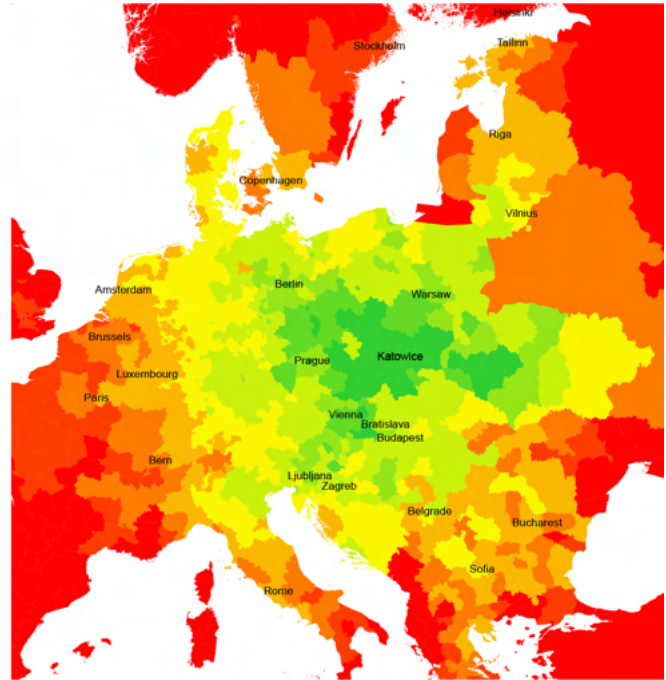 Helsinki
Stockholm
Tallinn
Riga
Copenhagen
Vilnius
Berlin
Amsterdam
Warsaw
Brussels
Prague
Katowice
Luxembourg
Paris
Vienna
Bratislava
Budapest
Bern
Ljubljana
Zagreb
Belgrade
Bucharest
Sofia
Rome